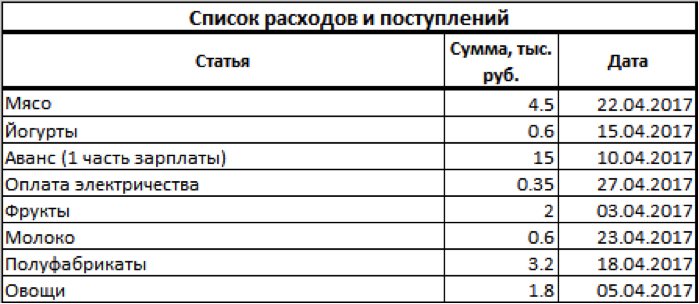 Список расходов и поступлений
Статья Сумма, тыс. руб. Дата
Мясо 4.5 22.04.2017
Йогурты 0.6 15.04.2017
Аванс (1 часть зарплаты) 15 10.04.2017
Оплата электричества 0.35 27.04.2017
Фрукты 2 03.04.2017
Молоко 0.6 23.04.2017
Полуфабрикаты 3.2 18.04.2017
Овощи 1.8 05.04.2017